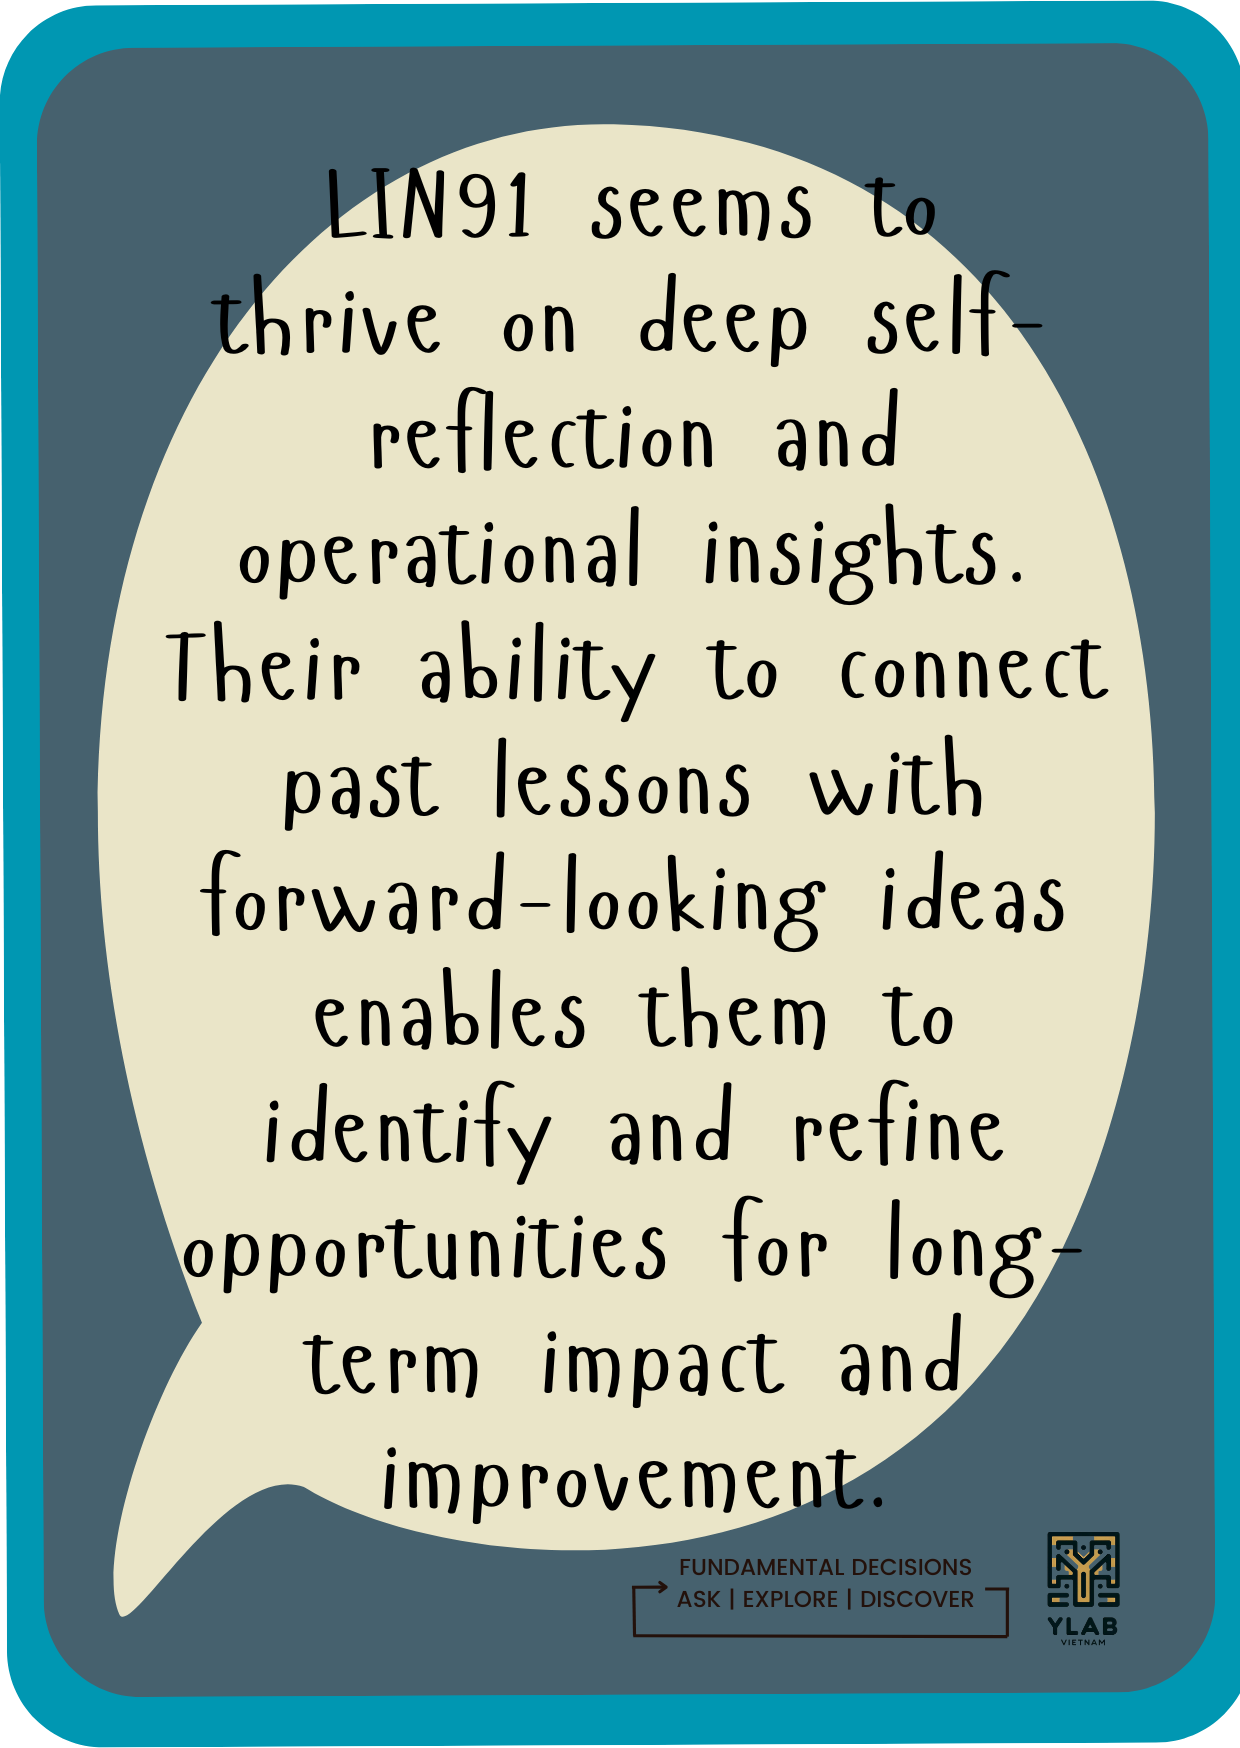 LIN91 seems to
thrive on deep self-
reflection and
operational insights.
Their ability to connect
past lessons with
forward-looking ideas
enables them to
identify and refine
opportunities for long-
term impact and
improvement.
FUNDAMENTAL DECISIONS
ASK | EXPLORE | DISCOVER
YLAB
VIETNAM